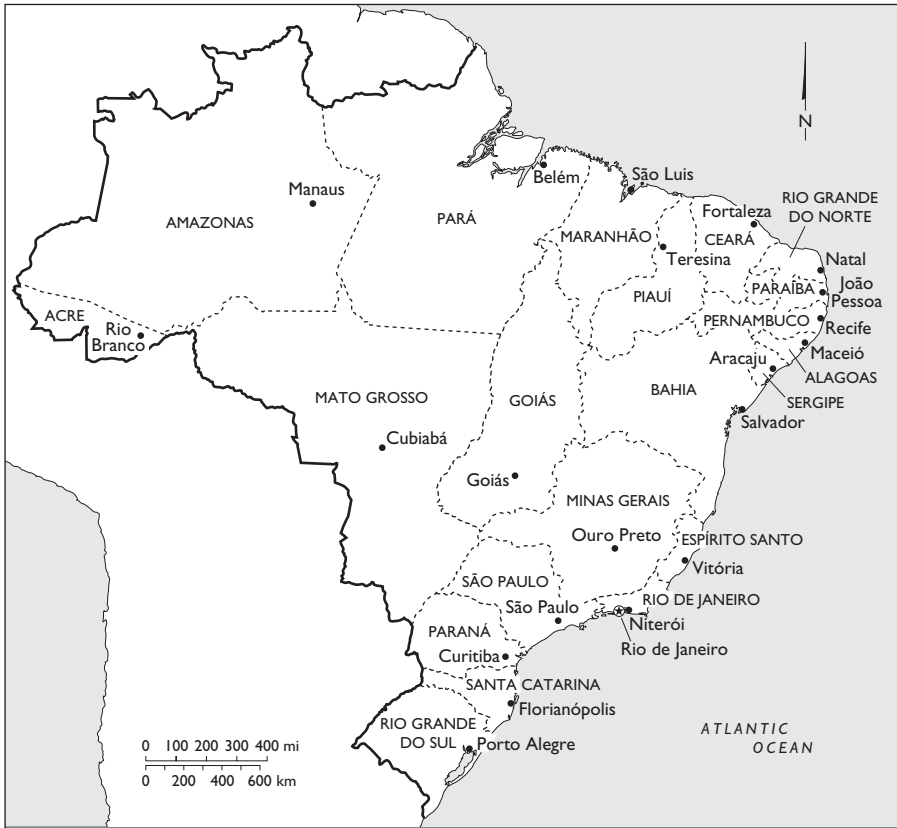 N
Belém
São Luis
Manaus
RIO GRANDE
DO NORTE
AMAZONAS
PARÁ
Fortaleza
MARANHÃO
CEARÁ
Teresina
Natal
PARAÍBA
João
Pessoa
PIAUÍ
ACRE
Rio
Branco
PERNAMBUCO
Recife
Maceió
Aracaju
ALAGOAS
MATO GROSSO
GOIÁS
BAHIA
SERGIPE
Salvador
Cubiabá
Goiás
MINAS GERAIS
Ouro Preto
ESPÍRITO SANTO
Vitória
SÃO PAULO
São Paulo
RIO DE JANEIRO
Niterói
Rio de Janeiro
PARANÁ
Curitiba
SANTA CATARINA
Florianópolis
RIO GRANDE
DO SUL
Porto Alegre
ATLANTIC
OCEAN
0 100 200 300 400 mi
0 200 400 600 km